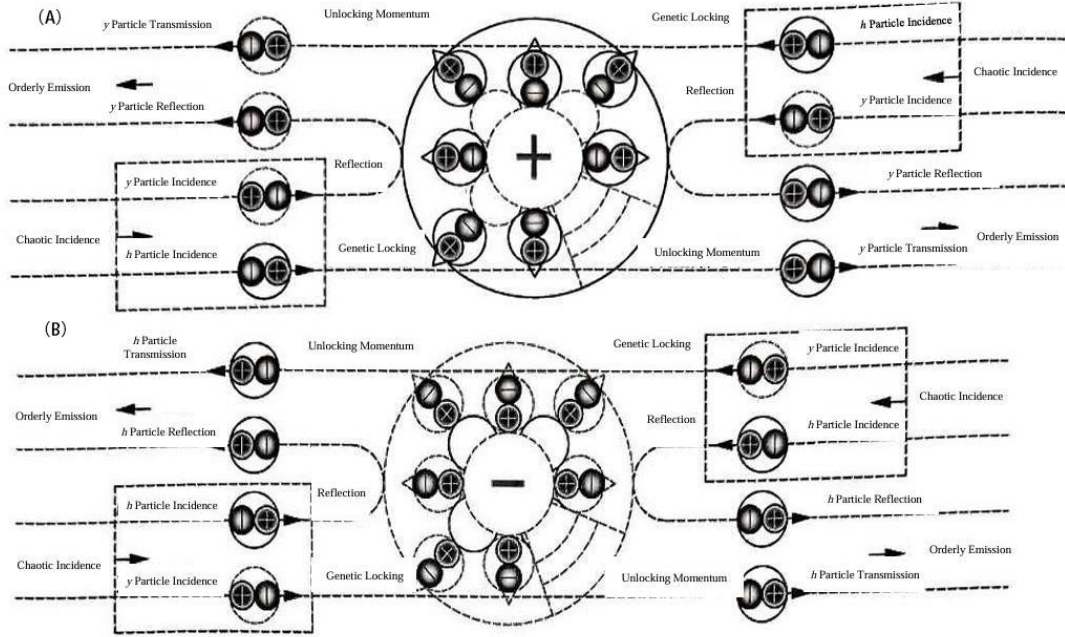 (A)
y Particle Transmission
Unlocking Momentum
Genetic Locking
h Particle Incidence
Orderly Emission
Chaotic Incidence
y Particle Reflection
Reflection
y Particle Incidence
+
Reflection
y Particle Incidence
y Particle Reflection
Chaotic Incidence
Orderly Emission
h Particle Incidence
Genetic Locking
Unlocking Momentum
y Particle Transmission
(B)
h Particle
Transmission
Unlocking Momentum
Genetic Locking
y Particle Incidence
Orderly Emission
Chaotic Incidence
h Particle Reflection
Reflection
h Particle Incidence
−
h Particle Incidence
Reflection
h Particle Reflection
Chaotic Incidence
Orderly Emission
y Particle Incidence
Genetic Locking
Unlocking Momentum
h Particle Transmission